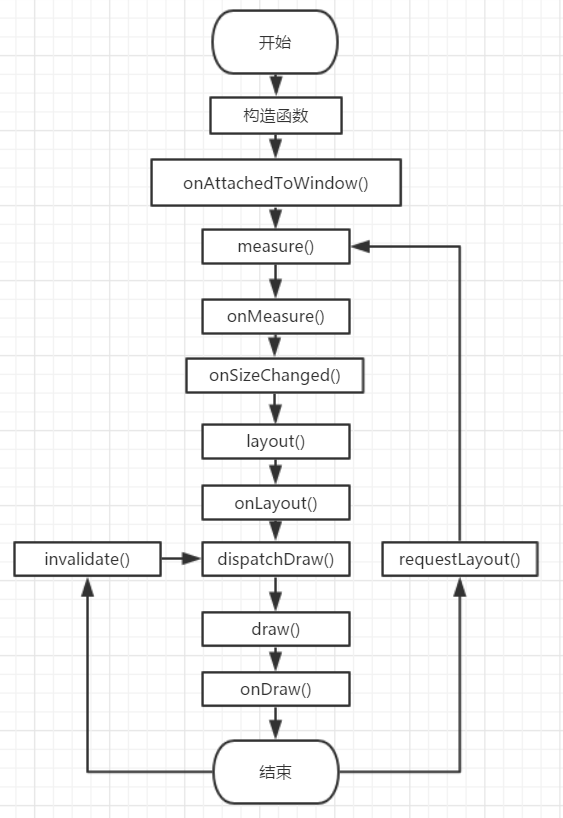 开始
构造函数
onAttachedToWindow()
measure()
onMeasure()
onSizeChanged()
layout()
onLayout()
invalidate()
dispatchDraw()
requestLayout()
draw()
onDraw()
结束